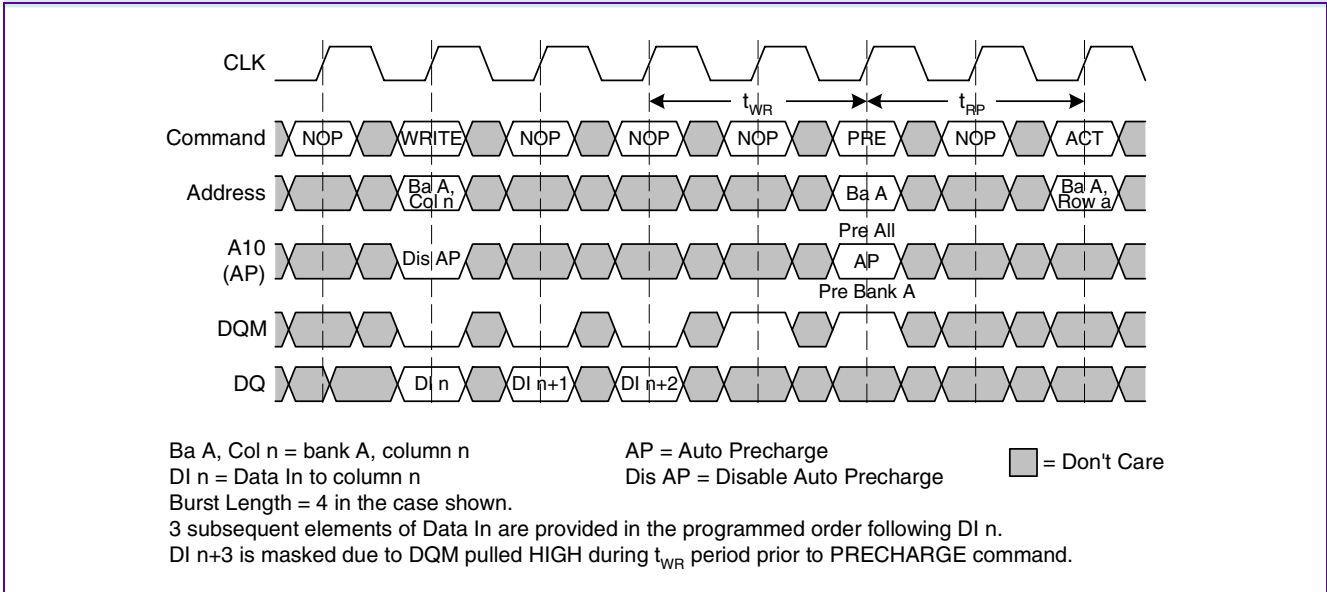 CLK
t_WR t_RP
Command NOP WRITE NOP NOP NOP PRE NOP ACT
Address Ba A, Col n Ba A Ba A, Row a
Pre All
A10 (AP) Dis AP AP
Pre Bank A
DQM
DQ DI n DI n+1 DI n+2
Ba A, Col n = bank A, column n
AP = Auto Precharge
DI n = Data In to column n
Dis AP = Disable Auto Precharge
= Don't Care
Burst Length = 4 in the case shown.
3 subsequent elements of Data In are provided in the programmed order following DI n.
DI n+3 is masked due to DQM pulled HIGH during t_WR period prior to PRECHARGE command.